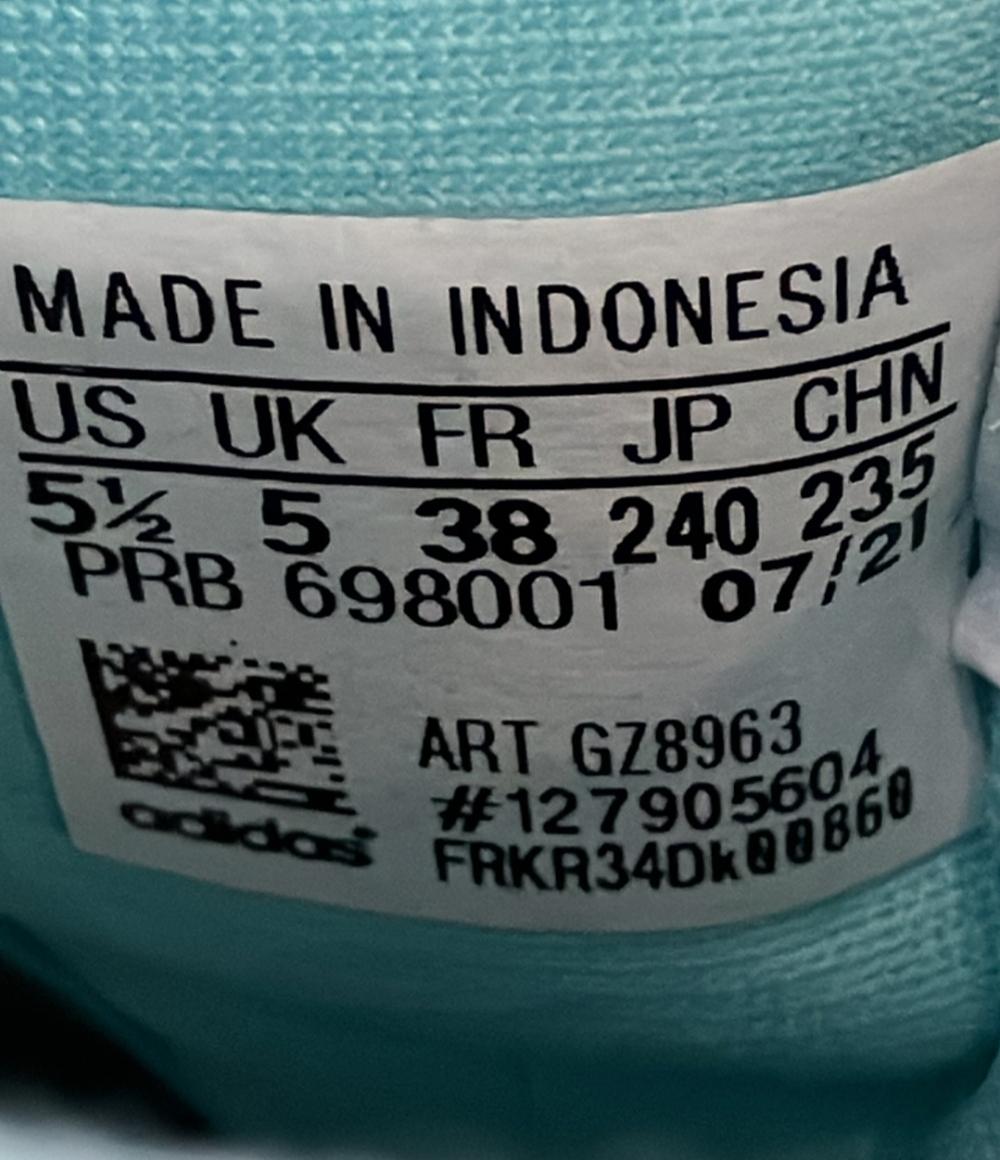 MADE IN INDONESIA
US UK FR JP CHN
5½ 5 38 240 235
PRB 698001 07/21
ART GZ8963
#127905604
FRKR34Dk00860
adidas